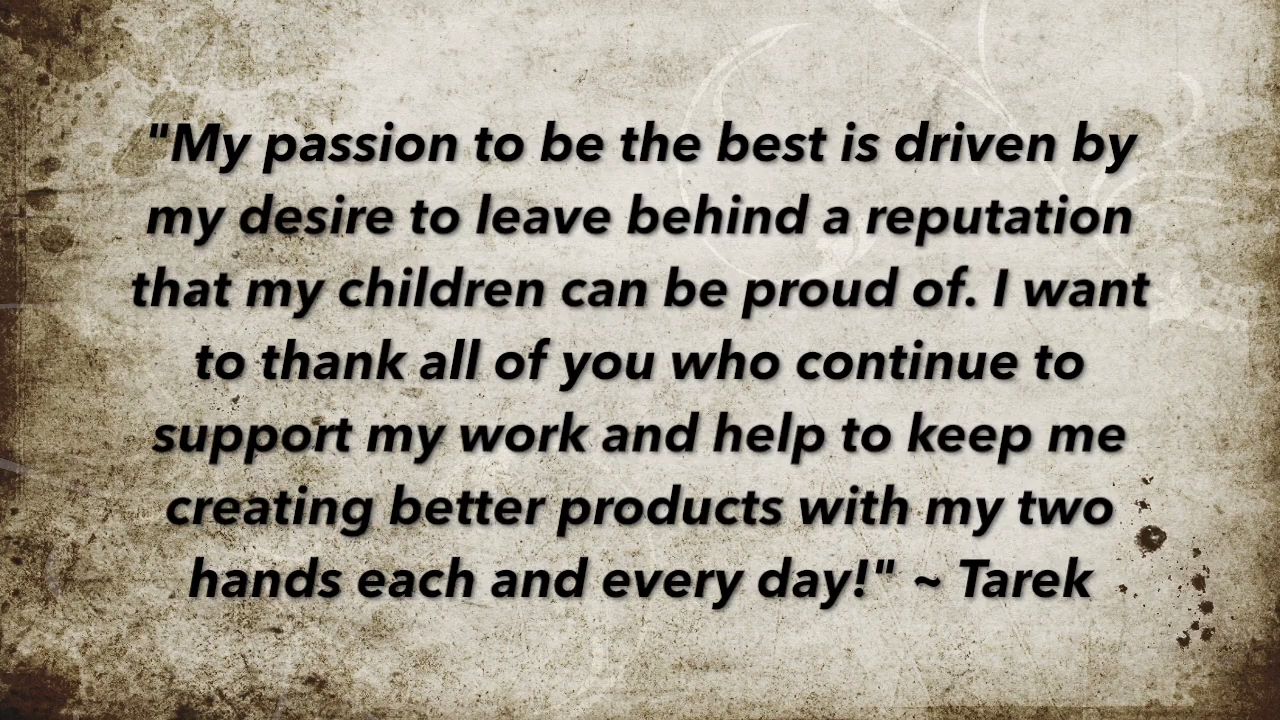 "My passion to be the best is driven by
my desire to leave behind a reputation
that my children can be proud of. I want
to thank all of you who continue to
support my work and help to keep me
creating better products with my two
hands each and every day!" ~ Tarek